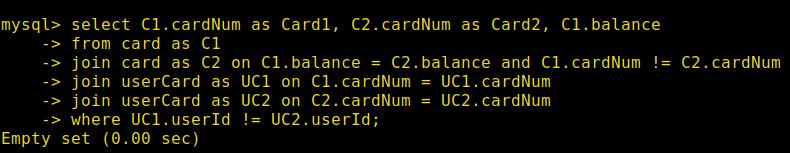 mysql> select C1.cardNum as Card1, C2.cardNum as Card2, C1.balance
    -> from card as C1
    -> join card as C2 on C1.balance = C2.balance and C1.cardNum != C2.cardNum
    -> join userCard as UC1 on C1.cardNum = UC1.cardNum
    -> join userCard as UC2 on C2.cardNum = UC2.cardNum
    -> where UC1.userId != UC2.userId;
Empty set (0.00 sec)